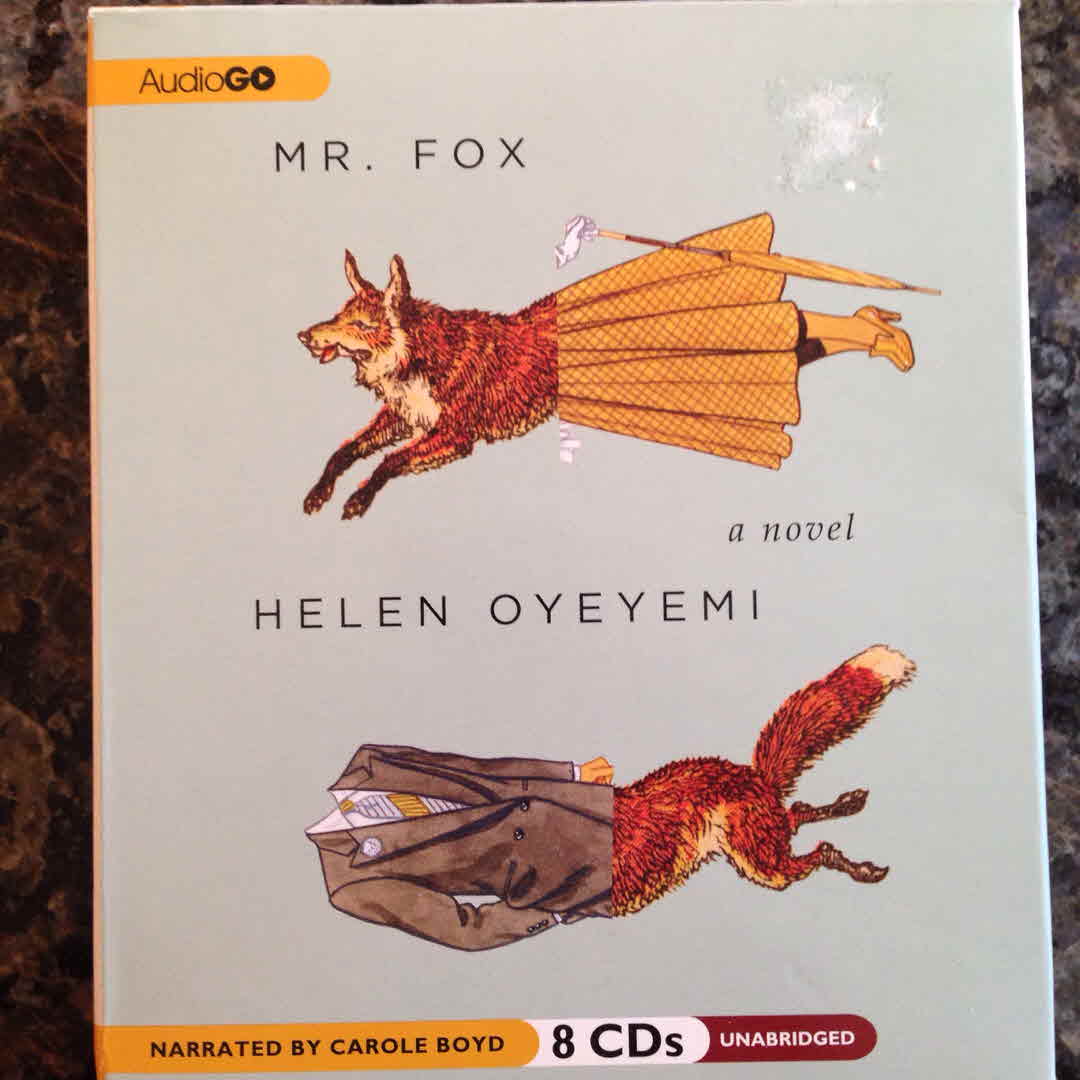 AudioGO
MR. FOX
a novel
HELEN OYEYEMI
NARRATED BY CAROLE BOYD 8 CDs UNABRIDGED